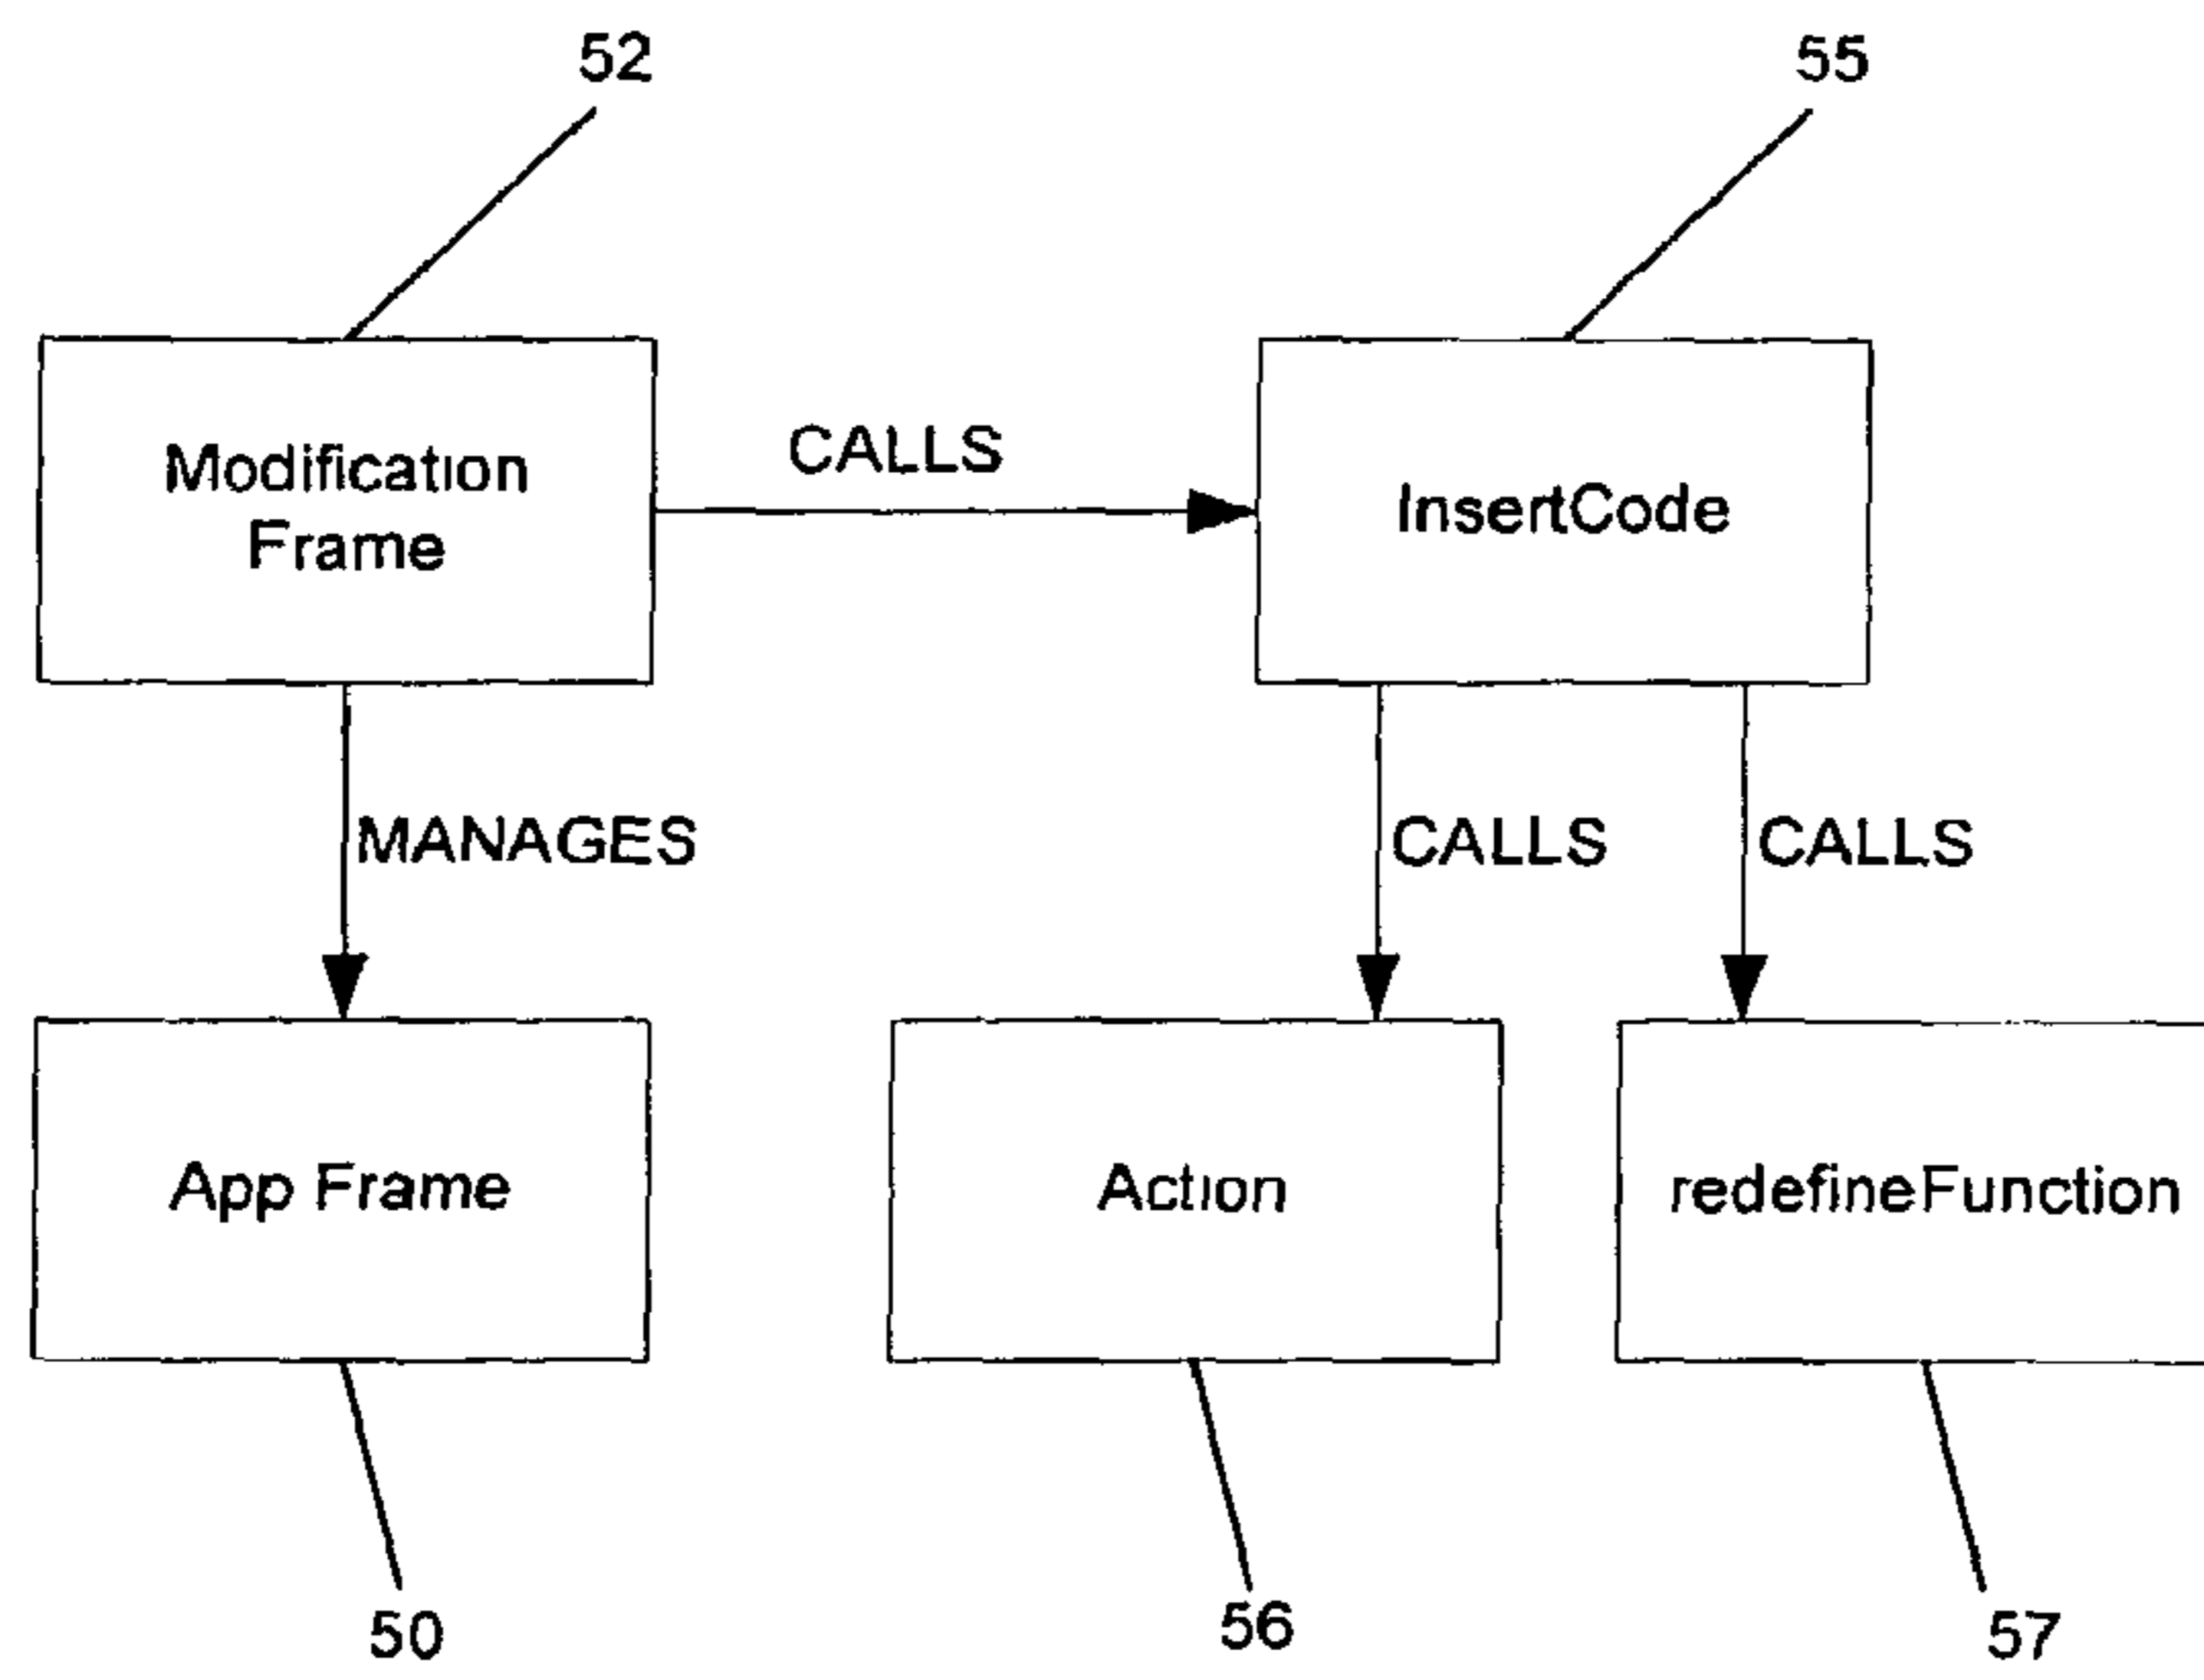 52
55
Modification
Frame
CALLS
InsertCode
MANAGES
CALLS
CALLS
App Frame
Action
redefineFunction
50
56
57